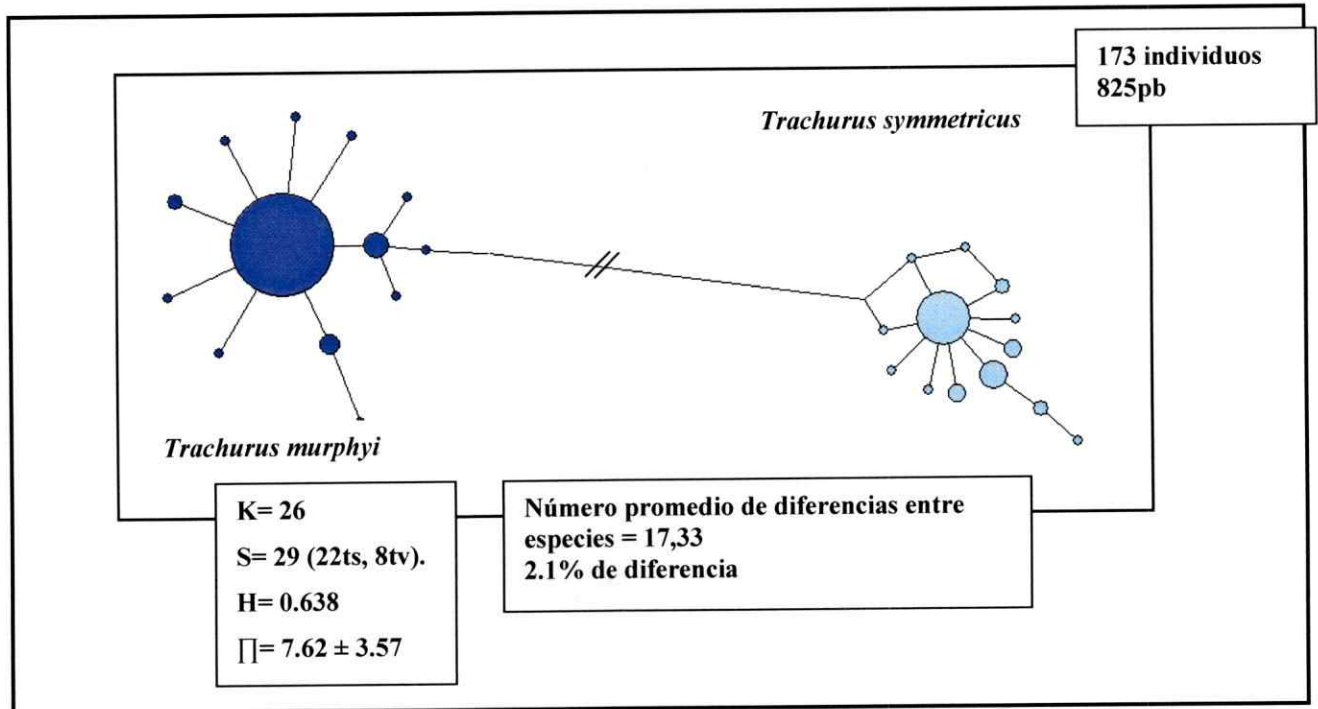 173 individuos
825pb
Trachurus symmetricus
Trachurus murphyi
K= 26
S= 29 (22ts, 8tv).
H= 0.638
∏= 7.62 ± 3.57
Número promedio de diferencias entre
especies = 17,33
2.1% de diferencia